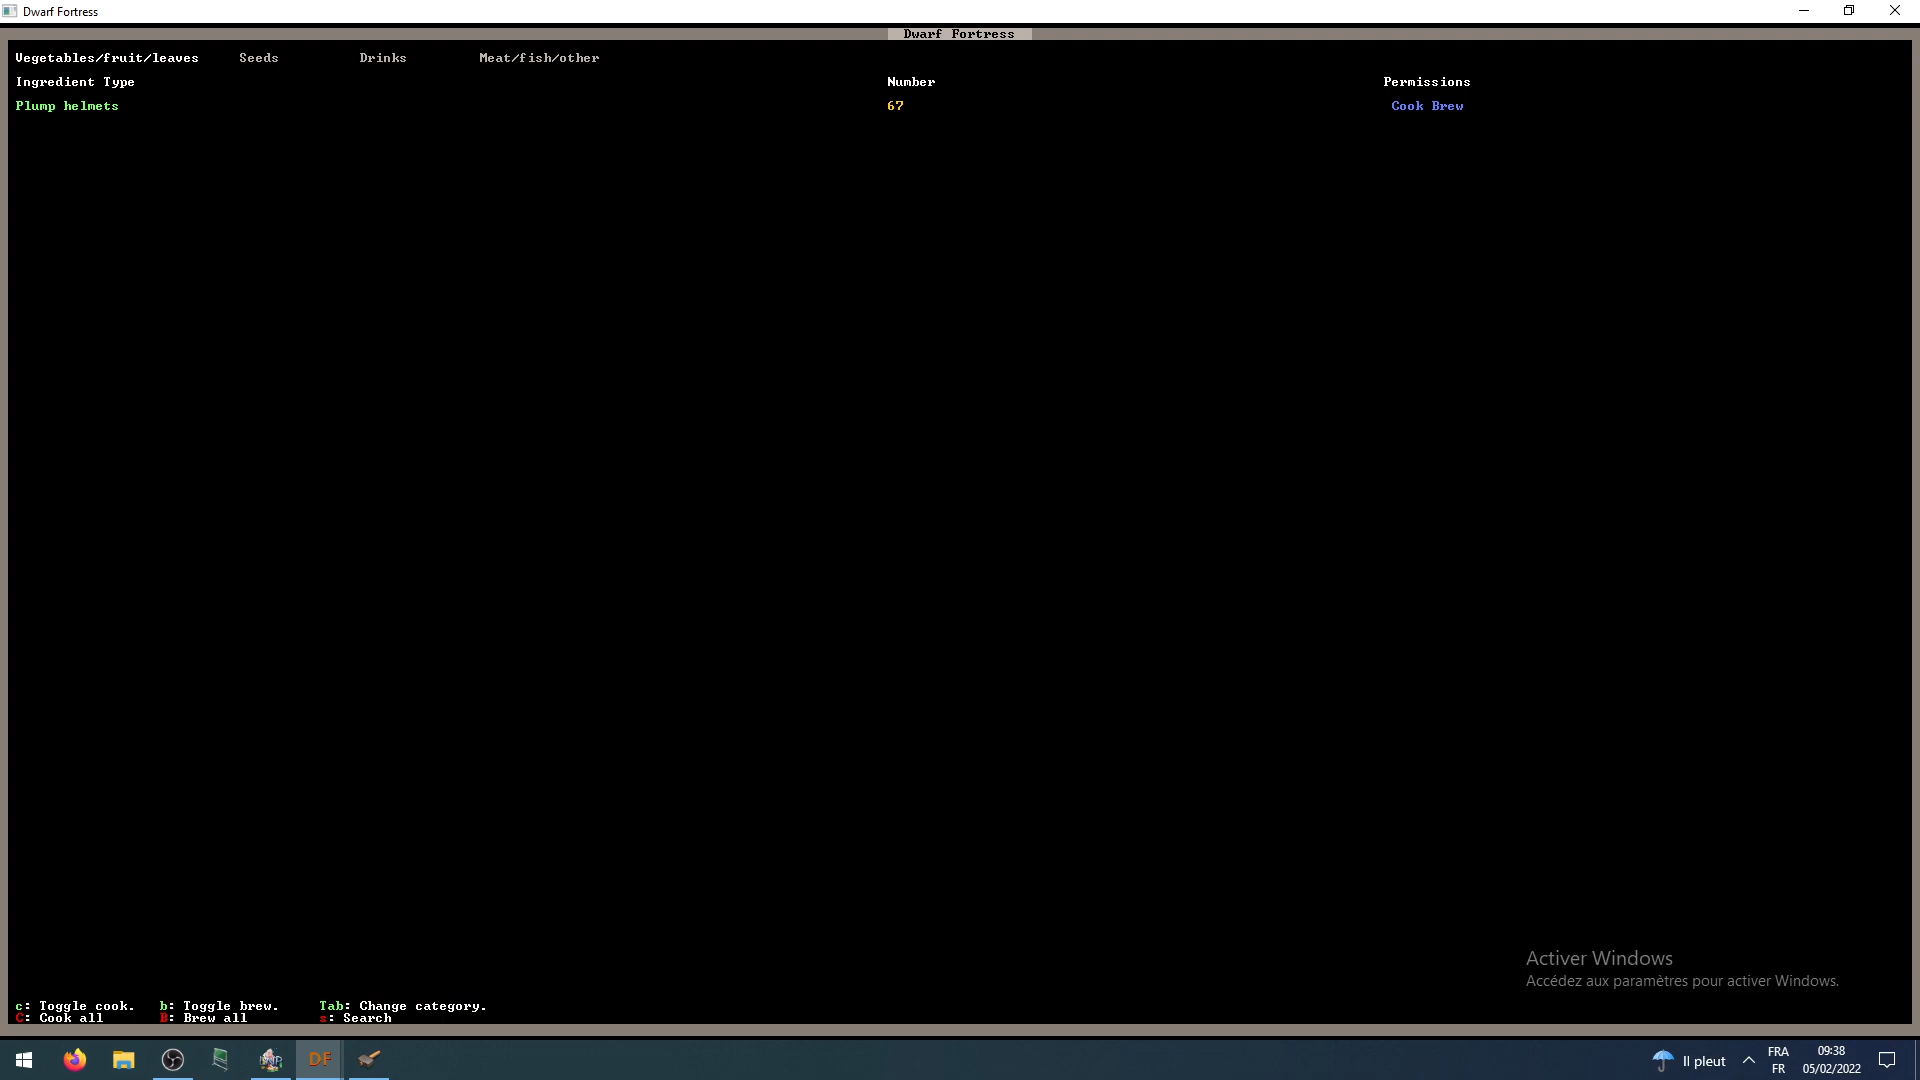 Dwarf Fortress
Dwarf Fortress
Vegetables/fruit/leaves Seeds Drinks Meat/fish/other
Ingredient Type Number Permissions
Plump helmets 67 Cook Brew
Activer Windows
Accédez aux paramètres pour activer Windows.
c: Toggle cook. b: Toggle brew. Tab: Change category.
C: Cook all B: Brew all s: Search
DF Il pleut FRA 09:38
FR 05/02/2022